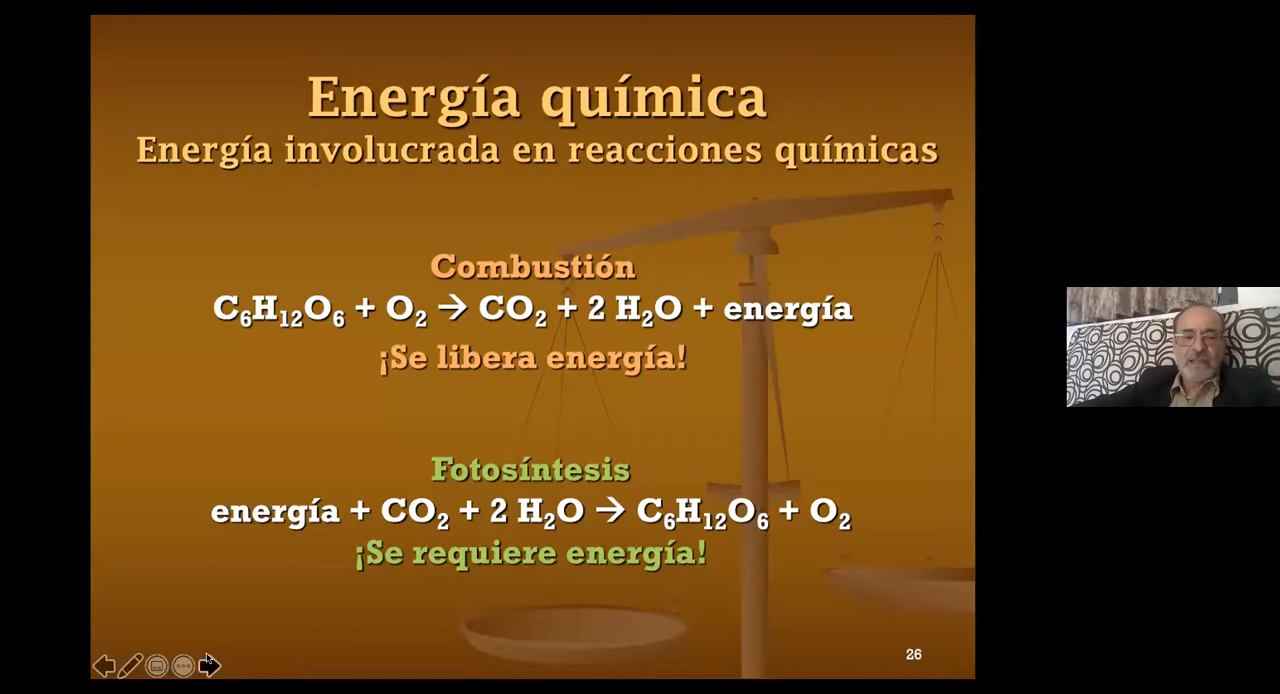 Energía química
Energía involucrada en reacciones químicas
Combustión
C₆H₁₂O₆ + O₂ → CO₂ + 2 H₂O + energía
¡Se libera energía!
Fotosíntesis
energía + CO₂ + 2 H₂O → C₆H₁₂O₆ + O₂
¡Se requiere energía!
26